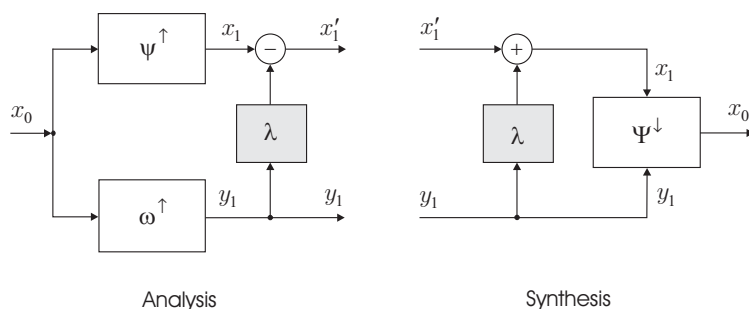 ψ↑ x₁ − x₁′
x₀ λ
ω↑ y₁ y₁
Analysis
x₁′ + x₁
λ Ψ↓ x₀
y₁ y₁
Synthesis